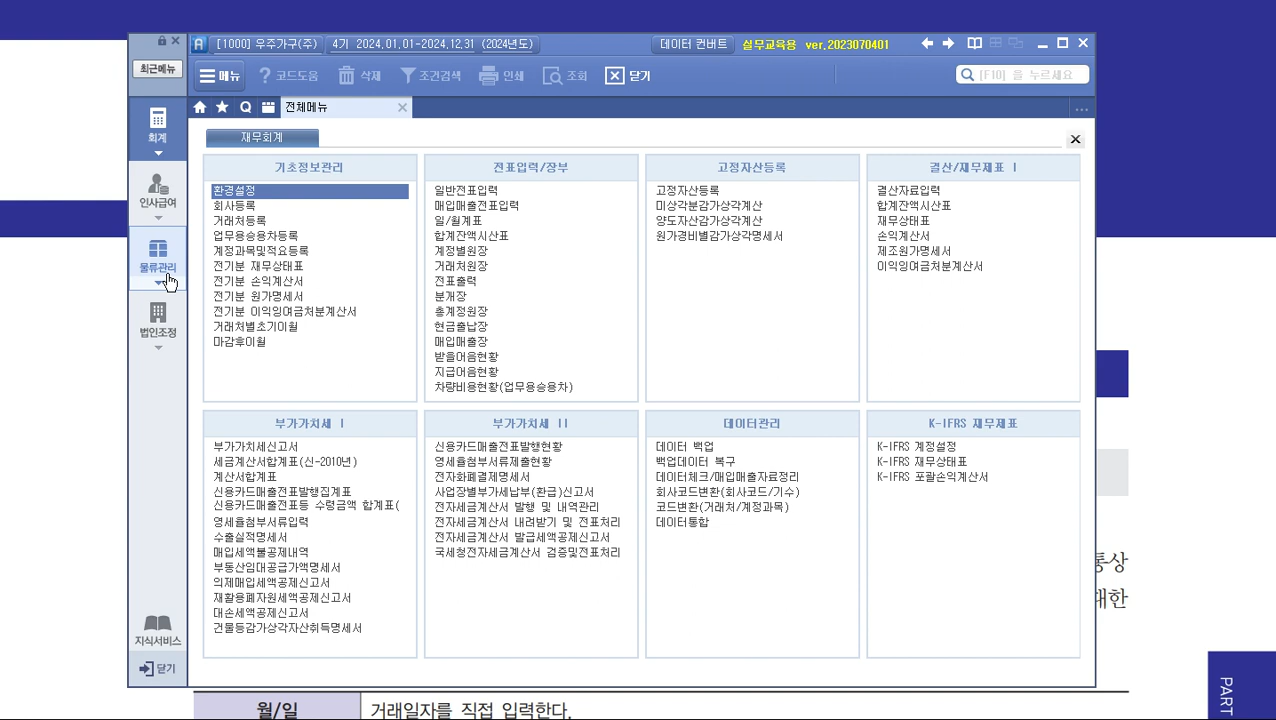 [1000] 우주가구(주) 4기 2024.01.01-2024.12.31 (2024년도) 데이터 컨버트 실무교육용 ver.2023070401
최근메뉴
메뉴 코드도움 삭제 조건검색 인쇄 조회 닫기 [F10] 을 누르세요
전체메뉴
회계
인사급여
물류관리
법인조정
지식서비스
닫기
재무회계
기초정보관리
환경설정
회사등록
거래처등록
업무용승용차등록
계정과목및적요등록
전기분 재무상태표
전기분 손익계산서
전기분 원가명세서
전기분 이익잉여금처분계산서
거래처별초기이월
마감후이월
전표입력/장부
일반전표입력
매입매출전표입력
일/월계표
합계잔액시산표
계정별원장
거래처원장
전표출력
분개장
총계정원장
현금출납장
매입매출장
받을어음현황
지급어음현황
차량비용현황(업무용승용차)
고정자산등록
고정자산등록
미상각분감가상각계산
양도자산감가상각계산
원가경비별감가상각명세서
결산/재무제표 I
결산자료입력
합계잔액시산표
재무상태표
손익계산서
제조원가명세서
이익잉여금처분계산서
부가가치세 I
부가가치세신고서
세금계산서합계표(신-2010년)
계산서합계표
신용카드매출전표발행집계표
신용카드매출전표등 수령금액 합계표(
영세율첨부서류입력
수출실적명세서
매입세액불공제내역
부동산임대공급가액명세서
의제매입세액공제신고서
재활용폐자원세액공제신고서
대손세액공제신고서
건물등감가상각자산취득명세서
부가가치세 II
신용카드매출전표발행현황
영세율첨부서류제출현황
전자화폐결제명세서
사업장별부가세납부(환급)신고서
전자세금계산서 발행 및 내역관리
전자세금계산서 내려받기 및 전표처리
전자세금계산서 발급세액공제신고서
국세청전자세금계산서 검증및전표처리
데이터관리
데이터 백업
백업데이터 복구
데이터체크/매입매출자료정리
회사코드변환(회사코드/기수)
코드변환(거래처/계정과목)
데이터통합
K-IFRS 재무제표
K-IFRS 계정설정
K-IFRS 재무상태표
K-IFRS 포괄손익계산서
통상
대한
PART
월/일 거래일자를 직접 입력한다.